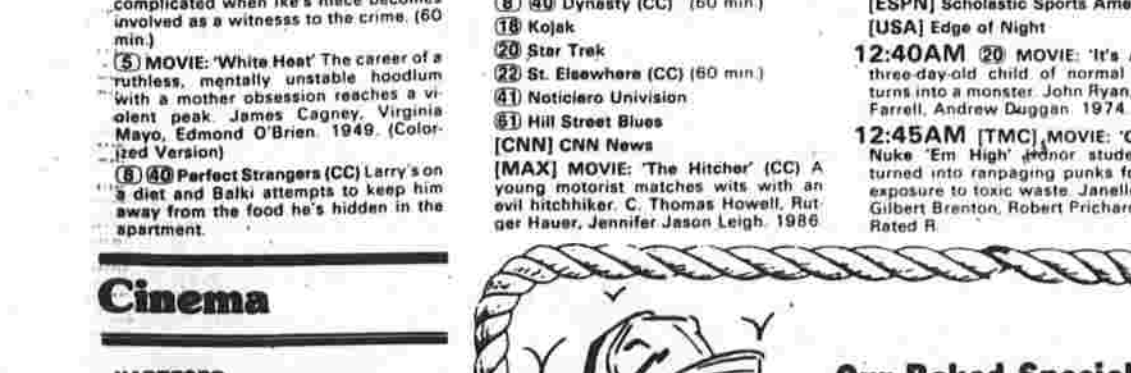 complicated when Ike's niece becomes
involved as a witnesss to the crime. (60
min.)
(5) MOVIE: 'White Heat' The career of a
ruthless, mentally unstable hoodlum
with a mother obsession reaches a vi-
olent peak. James Cagney, Virginia
Mayo, Edmond O'Brien. 1949. (Color-
ized Version)
(8) (40) Perfect Strangers (CC) Larry's on
a diet and Balki attempts to keep him
away from the food he's hidden in the
apartment.
Cinema
(8) (40) Dynasty (CC) (60 min.)
(18) Kojak
(20) Star Trek
(22) St. Elsewhere (CC) (60 min.)
(41) Noticiero Univision
(61) Hill Street Blues
[CNN] CNN News
[MAX] MOVIE: 'The Hitcher' (CC) A
young motorist matches wits with an
evil hitchhiker. C. Thomas Howell, Rut-
ger Hauer, Jennifer Jason Leigh. 1986
[ESPN] Scholastic Sports Ame
[USA] Edge of Night
12:40AM (20) MOVIE: 'It's
three-day-old child of normal
turns into a monster. John Ryan,
Farrell, Andrew Duggan. 1974.
12:45AM [TMC] MOVIE: 'C
Nuke 'Em High' Honor stude
turned into ranpaging punks fo
exposure to toxic waste. Janelle
Gilbert Brenton, Robert Prichar
Rated R.
Our Baked Special